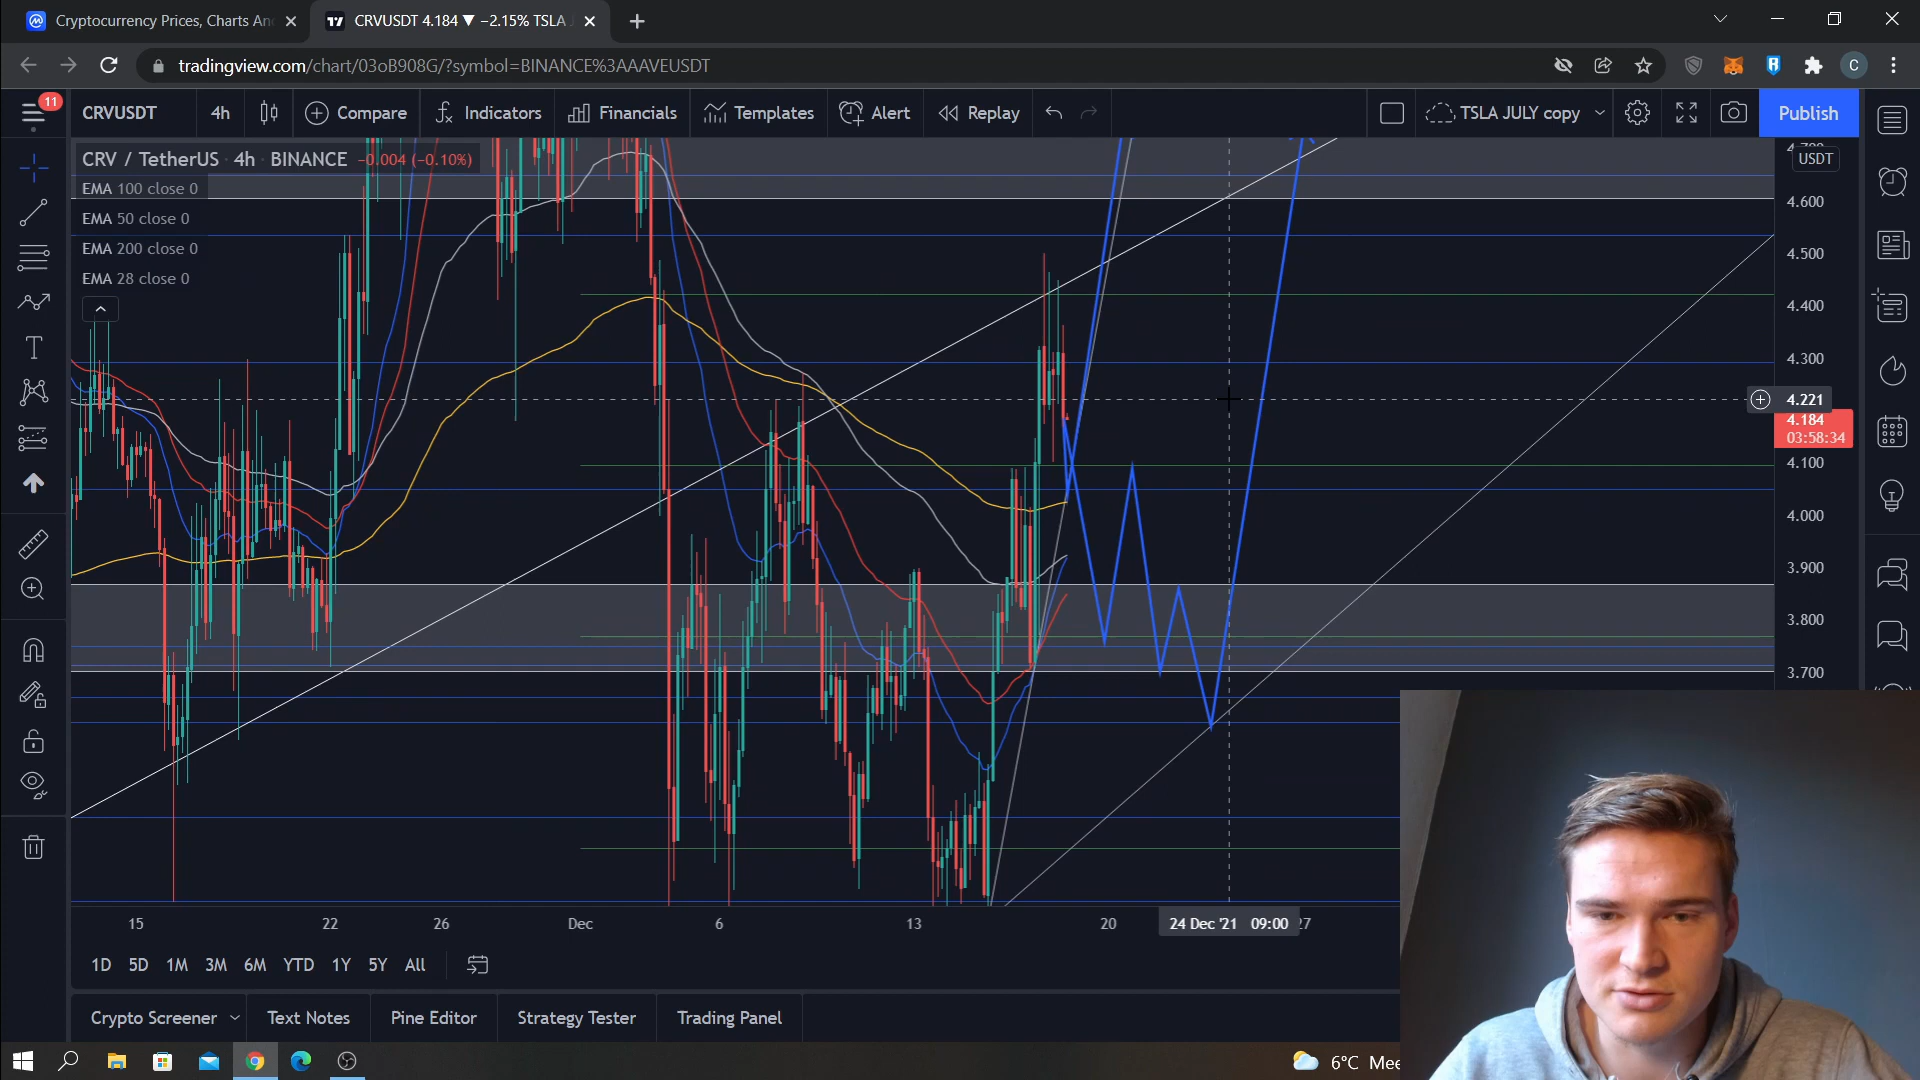 Cryptocurrency Prices, Charts An
CRVUSDT 4.184 ▼ −2.15% TSLA
tradingview.com/chart/03oB908G/?symbol=BINANCE%3AAAVEUSDT
C
11
CRVUSDT
4h
Compare
Indicators
Financials
Templates
Alert
Replay
TSLA JULY copy
Publish
CRV / TetherUS · 4h · BINANCE −0.004 (−0.10%)
EMA 100 close 0
EMA 50 close 0
EMA 200 close 0
EMA 28 close 0
USDT
4.600
4.500
4.400
4.300
4.221
4.184
03:58:34
4.100
4.000
3.900
3.800
3.700
15
22
26
Dec
6
13
20
24 Dec '21 09:00
27
1D
5D
1M
3M
6M
YTD
1Y
5Y
All
Crypto Screener
Text Notes
Pine Editor
Strategy Tester
Trading Panel
6°C Mee